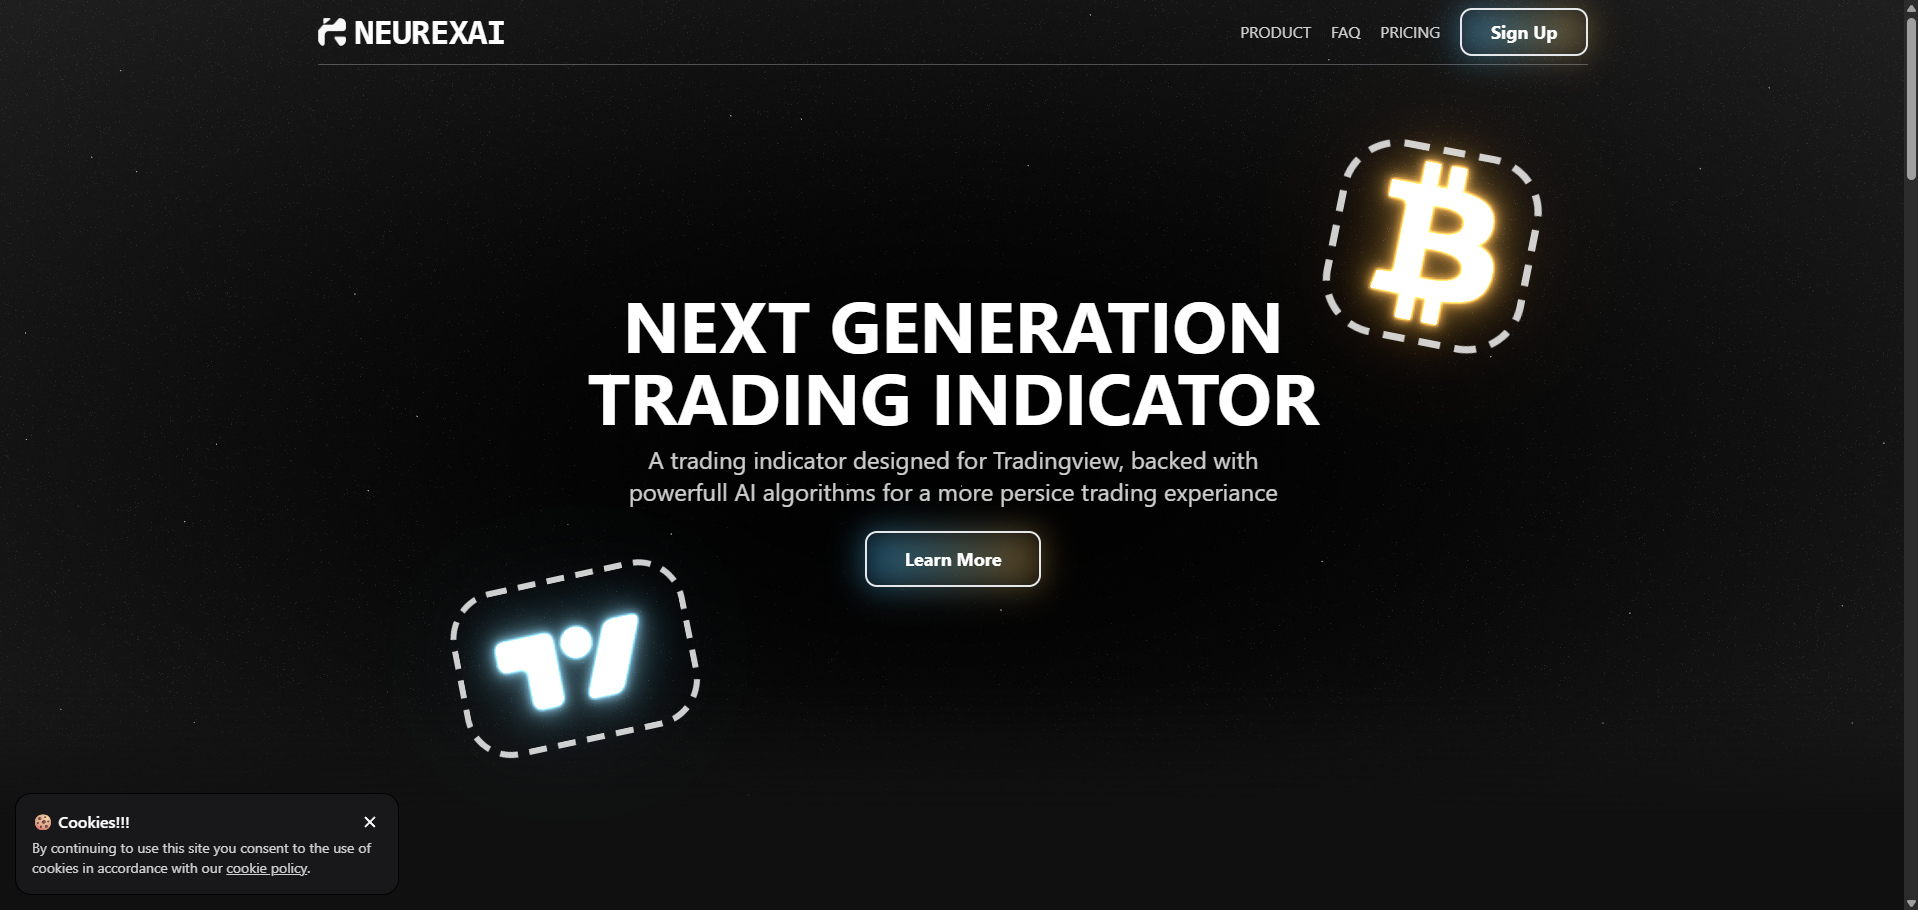 NEUREXAI
PRODUCT FAQ PRICING Sign Up
NEXT GENERATION
TRADING INDICATOR
A trading indicator designed for Tradingview, backed with
powerfull AI algorithms for a more persice trading experiance
Learn More
Cookies!!!
By continuing to use this site you consent to the use of
cookies in accordance with our cookie policy.